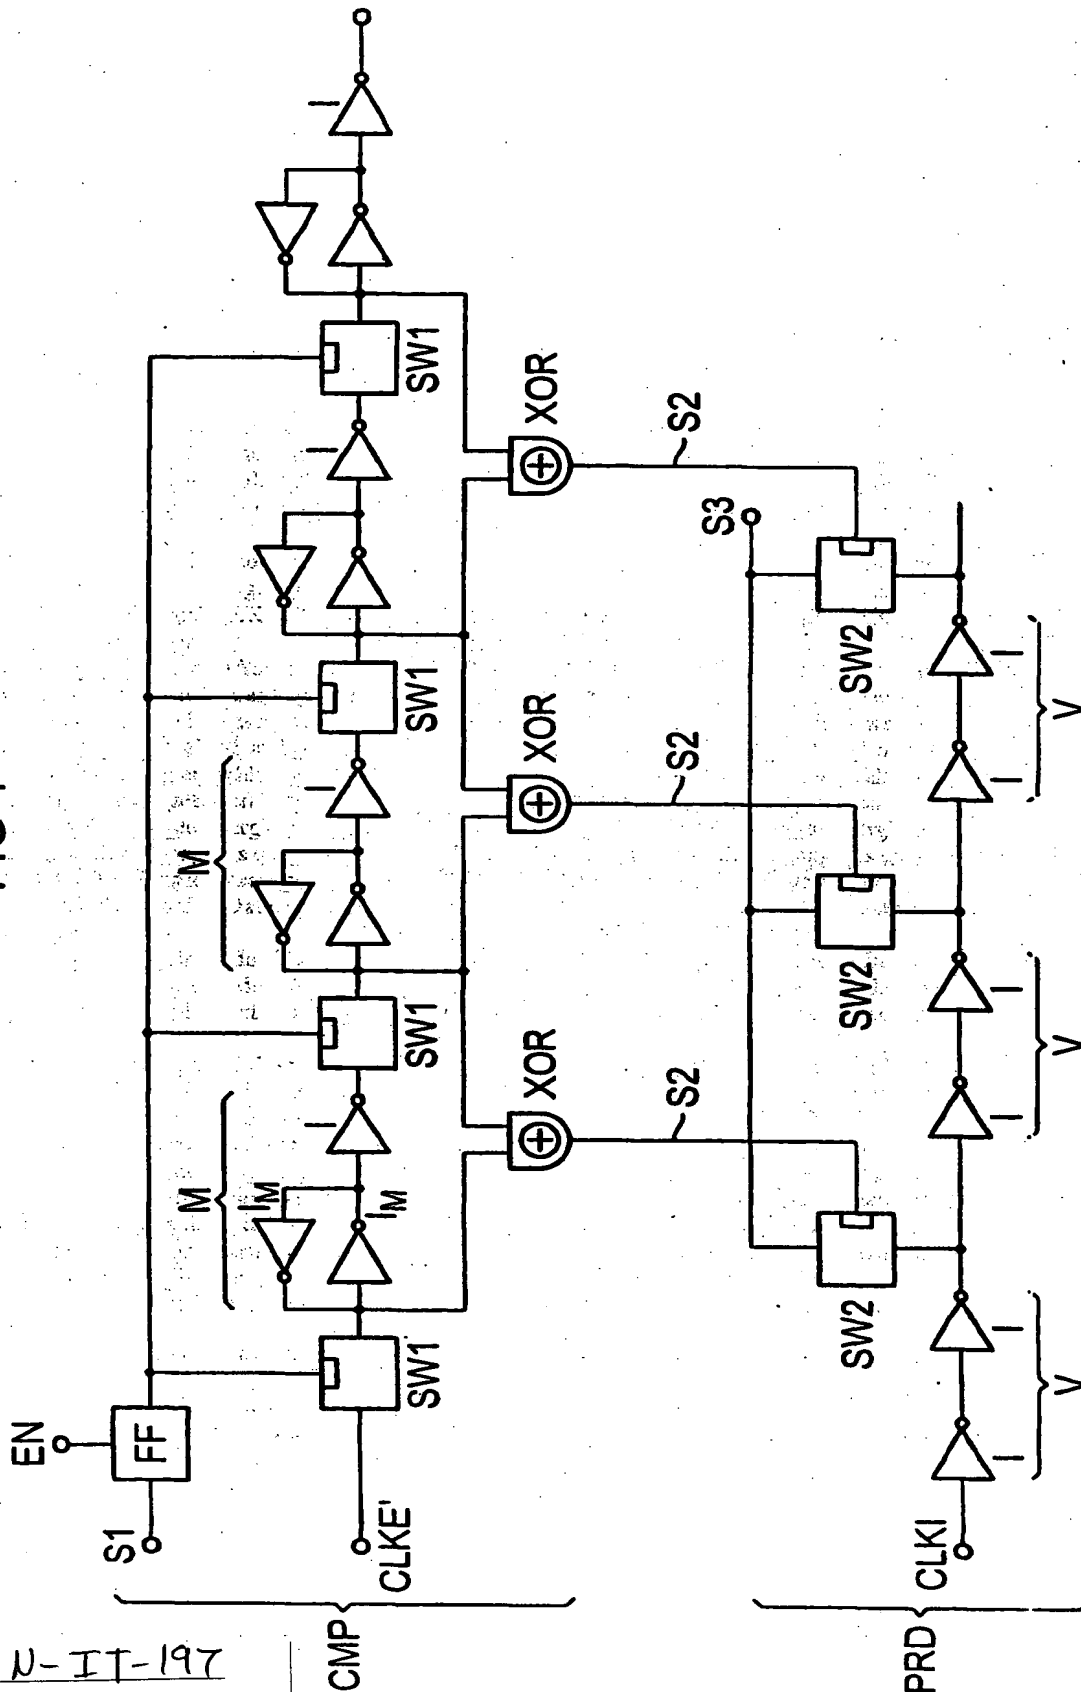 N-IT-197
EN
S1
FF
M
M
I_M
I
I
I
I
CMP
I_M
CLKE'
SW1
SW1
SW1
SW1
XOR
XOR
XOR
S2
S2
S2
S3
SW2
SW2
SW2
PRD
CLKI
I
I
I
I
I
I
V
V
V